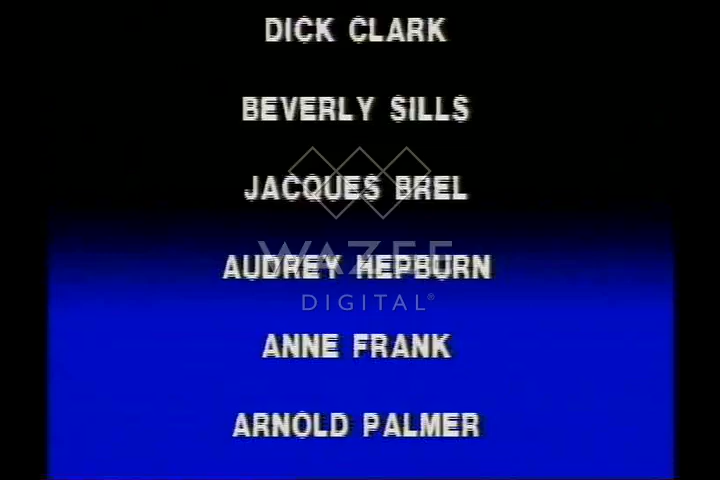 DICK CLARK
BEVERLY SILLS
JACQUES BREL
AUDREY HEPBURN
WAZEE
DIGITAL®
ANNE FRANK
ARNOLD PALMER